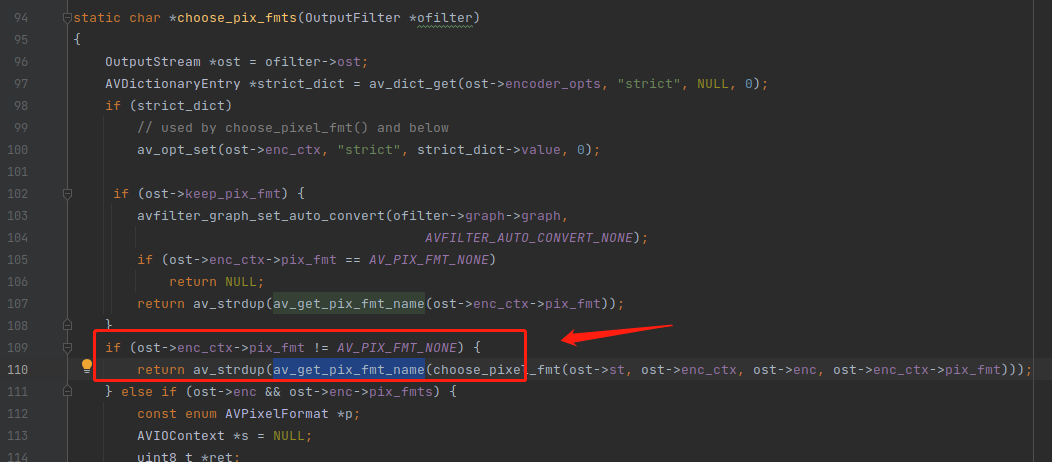 94 static char *choose_pix_fmts(OutputFilter *ofilter)
95 {
96 OutputStream *ost = ofilter->ost;
97 AVDictionaryEntry *strict_dict = av_dict_get(ost->encoder_opts, "strict", NULL, 0);
98 if (strict_dict)
99 // used by choose_pixel_fmt() and below
100 av_opt_set(ost->enc_ctx, "strict", strict_dict->value, 0);
101
102 if (ost->keep_pix_fmt) {
103 avfilter_graph_set_auto_convert(ofilter->graph->graph,
104 AVFILTER_AUTO_CONVERT_NONE);
105 if (ost->enc_ctx->pix_fmt == AV_PIX_FMT_NONE)
106 return NULL;
107 return av_strdup(av_get_pix_fmt_name(ost->enc_ctx->pix_fmt));
108 }
109 if (ost->enc_ctx->pix_fmt != AV_PIX_FMT_NONE) {
110 return av_strdup(av_get_pix_fmt_name(choose_pixel_fmt(ost->st, ost->enc_ctx, ost->enc, ost->enc_ctx->pix_fmt)));
111 } else if (ost->enc && ost->enc->pix_fmts) {
112 const enum AVPixelFormat *p;
113 AVIOContext *s = NULL;
114 uint8_t *ret;